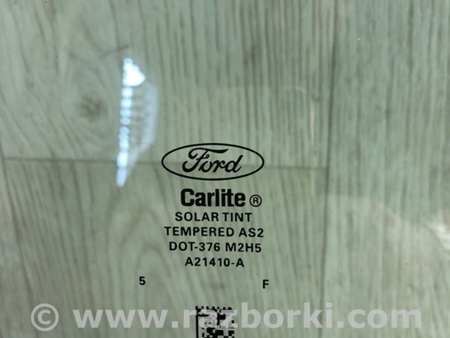 Ford
Carlite®
SOLAR TINT
TEMPERED AS2
DOT-376 M2H5
A21410-A
5 F
© www.razborki.com